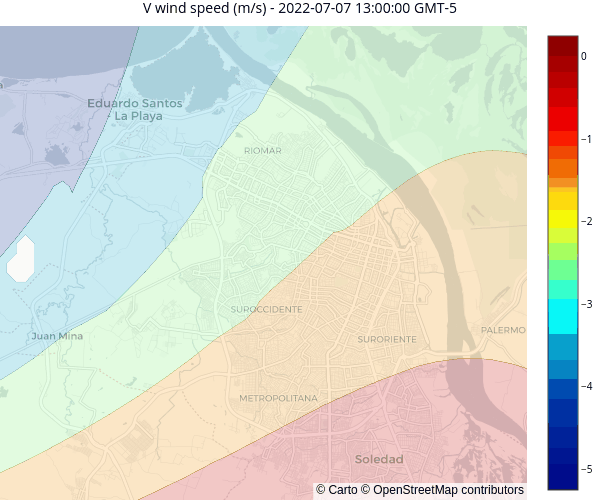 V wind speed (m/s) - 2022-07-07 13:00:00 GMT-5
Eduardo Santos
La Playa
RIOMAR
SUROCCIDENTE
Juan Mina
SURORIENTE
PALERMO
METROPOLITANA
Soledad
© Carto © OpenStreetMap contributors
0
−1
−2
−3
−4
−5